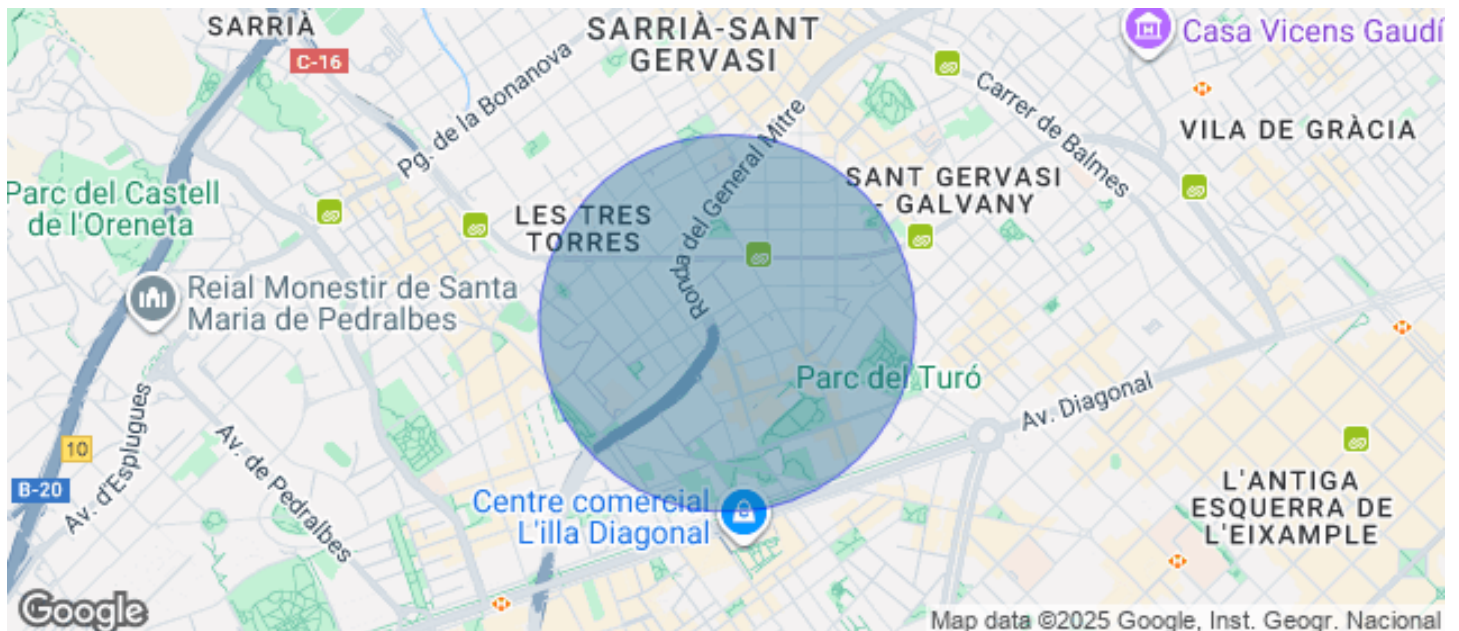 SARRIÀ
C-16
Pg. de la Bonanova
SARRIÀ-SANT
GERVASI
Casa Vicens Gaudí
Carrer de Balmes
VILA DE GRÀCIA
Parc del Castell
de l'Oreneta
LES TRES
TORRES
Ronda del General Mitre
SANT GERVASI
- GALVANY
Reial Monestir de Santa
Maria de Pedralbes
Parc del Turó
Av. Diagonal
Av. d'Esplugues
10
B-20
Av. de Pedralbes
Centre comercial
L'illa Diagonal
L'ANTIGA
ESQUERRA DE
L'EIXAMPLE
Google
Map data ©2025 Google, Inst. Geogr. Nacional